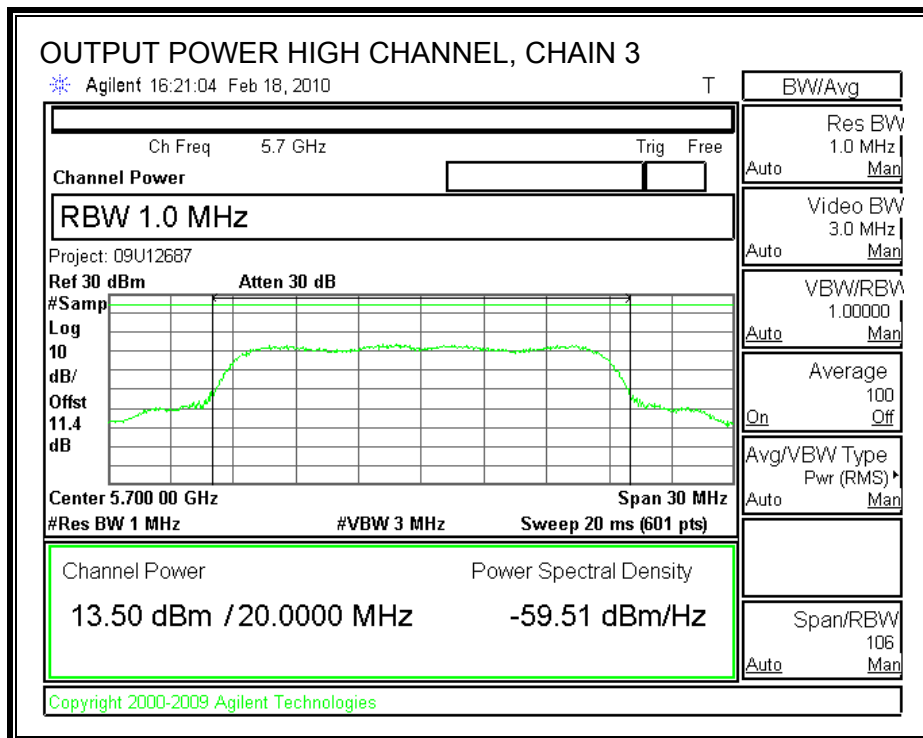 OUTPUT POWER HIGH CHANNEL, CHAIN 3
Agilent 16:21:04 Feb 18, 2010 T
BW/Avg
Ch Freq 5.7 GHz Trig Free
Channel Power
RBW 1.0 MHz
Project: 09U12687
Ref 30 dBm Atten 30 dB
#Samp
Log
10
dB/
Offst
11.4
dB
Center 5.700 00 GHz Span 30 MHz
#Res BW 1 MHz #VBW 3 MHz Sweep 20 ms (601 pts)
Channel Power Power Spectral Density
13.50 dBm / 20.0000 MHz -59.51 dBm/Hz
Res BW
1.0 MHz
Auto Man
Video BW
3.0 MHz
Auto Man
VBW/RBW
1.00000
Auto Man
Average
100
On Off
Avg/VBW Type
Pwr (RMS)
Auto Man
Span/RBW
106
Auto Man
Copyright 2000-2009 Agilent Technologies